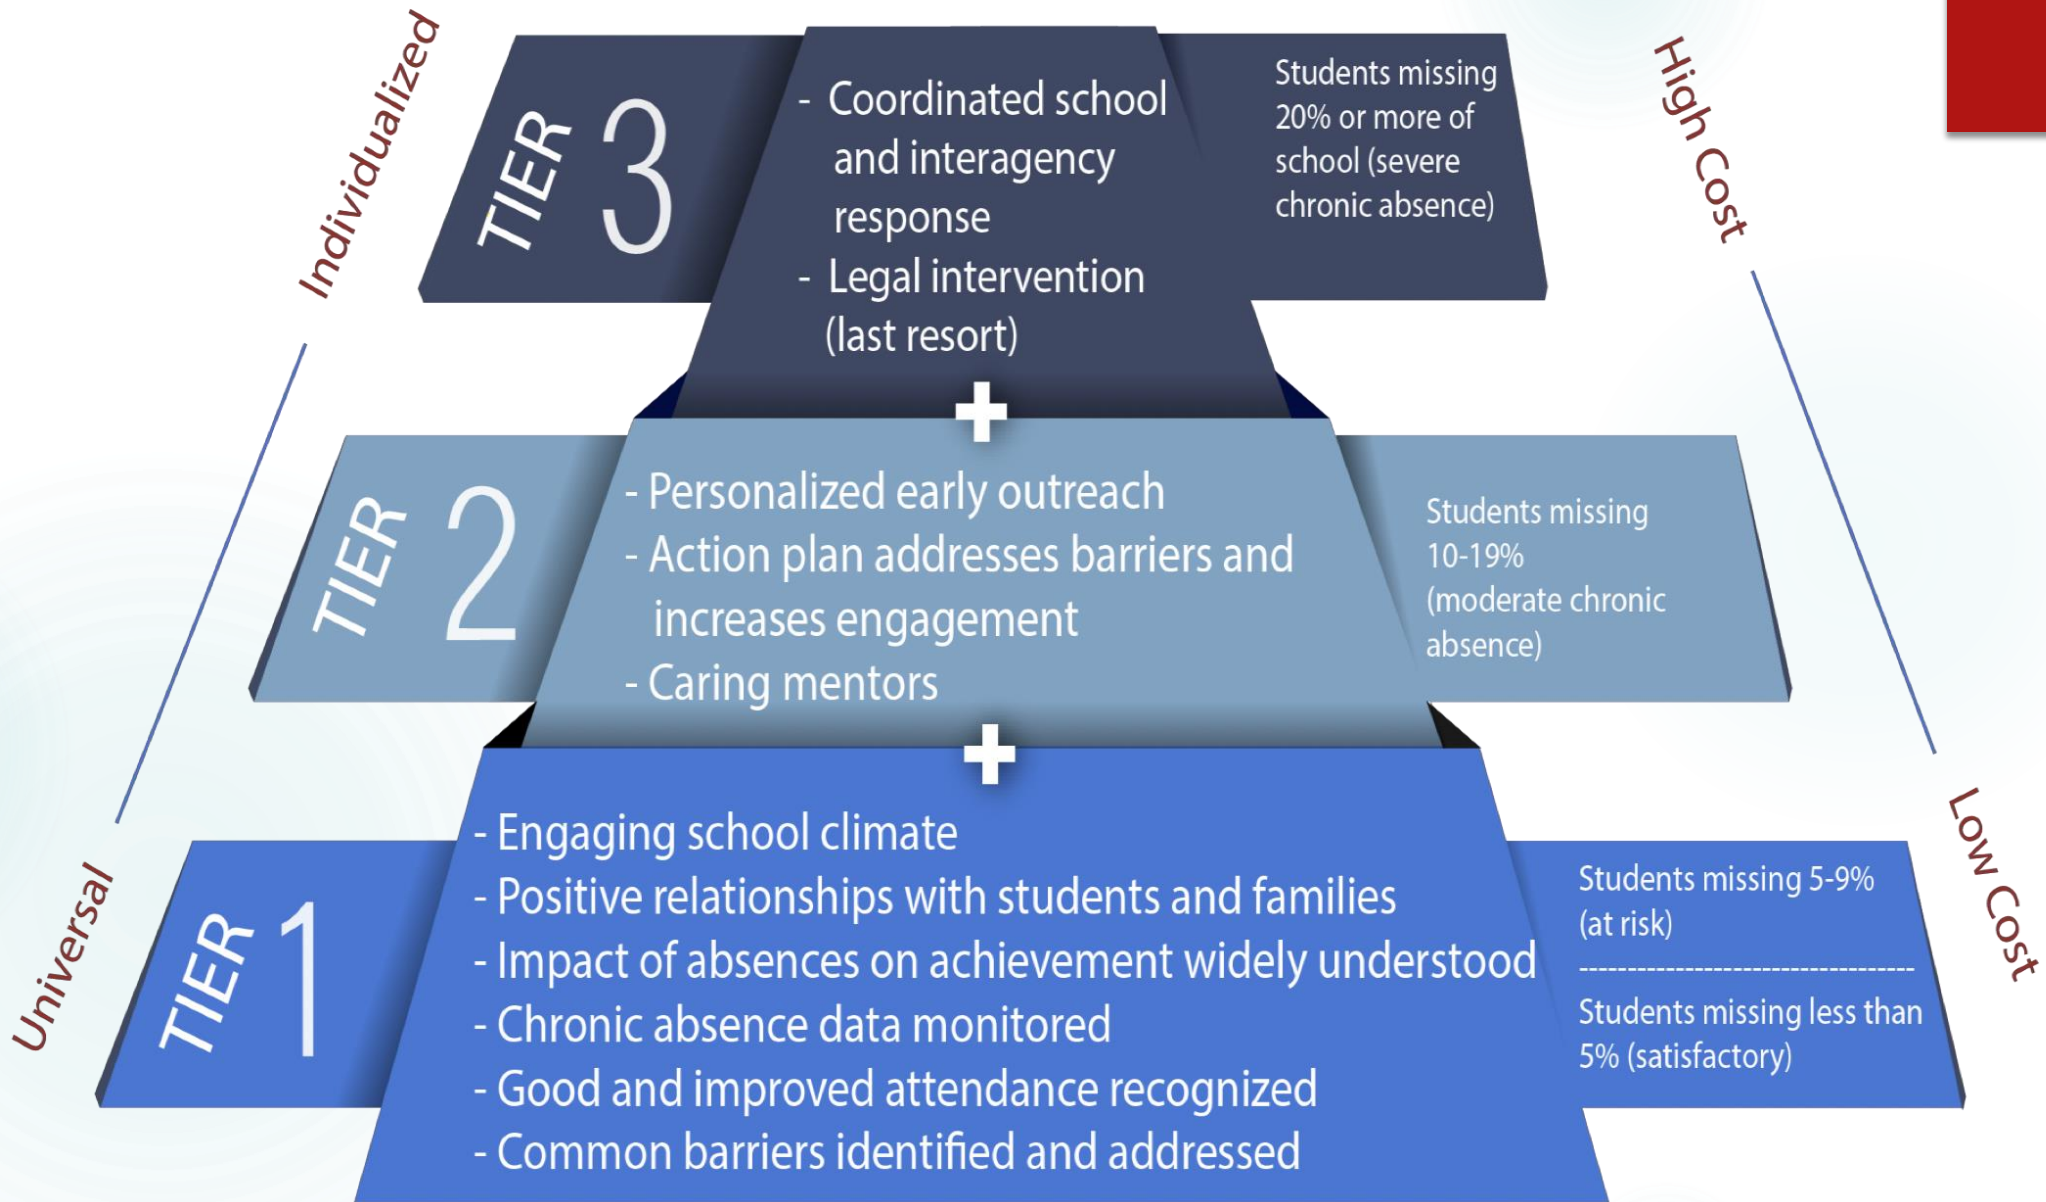 Individualized
High Cost
TIER 3
- Coordinated school
and interagency
response
- Legal intervention
(last resort)
Students missing
20% or more of
school (severe
chronic absence)
+
TIER 2
- Personalized early outreach
- Action plan addresses barriers and
increases engagement
- Caring mentors
Students missing
10-19%
(moderate chronic
absence)
+
Universal
Low Cost
TIER 1
- Engaging school climate
- Positive relationships with students and families
- Impact of absences on achievement widely understood
- Chronic absence data monitored
- Good and improved attendance recognized
- Common barriers identified and addressed
Students missing 5-9%
(at risk)
-----------------------------------
Students missing less than
5% (satisfactory)